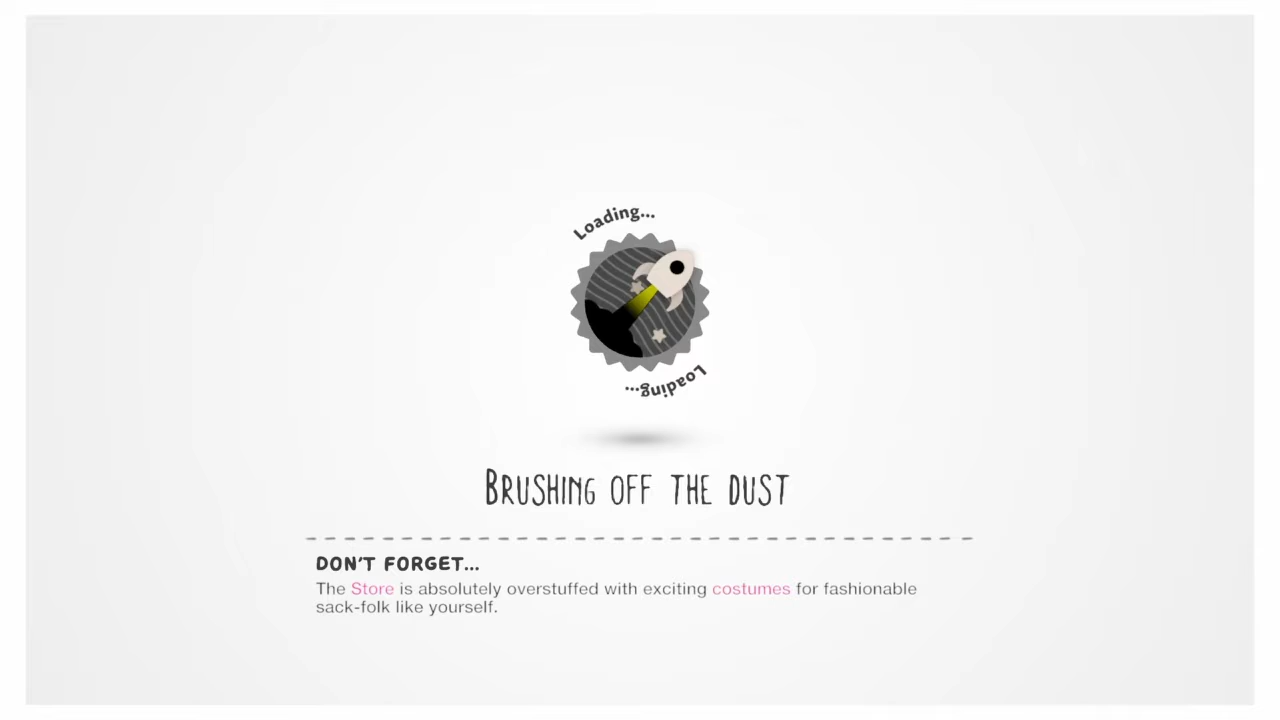 Loading...
Loading...
BRUSHING OFF THE DUST
DON'T FORGET...
The Store is absolutely overstuffed with exciting costumes for fashionable
sack-folk like yourself.